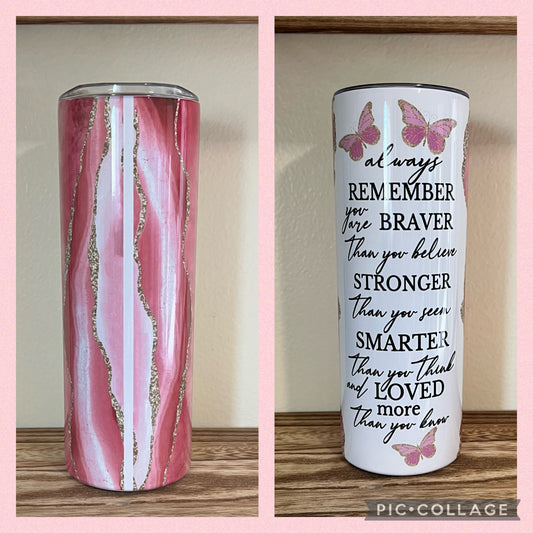 always
REMEMBER
you are BRAVER
than you believe
STRONGER
than you seem
SMARTER
than you think
and LOVED
more
than you know
PIC•COLLAGE